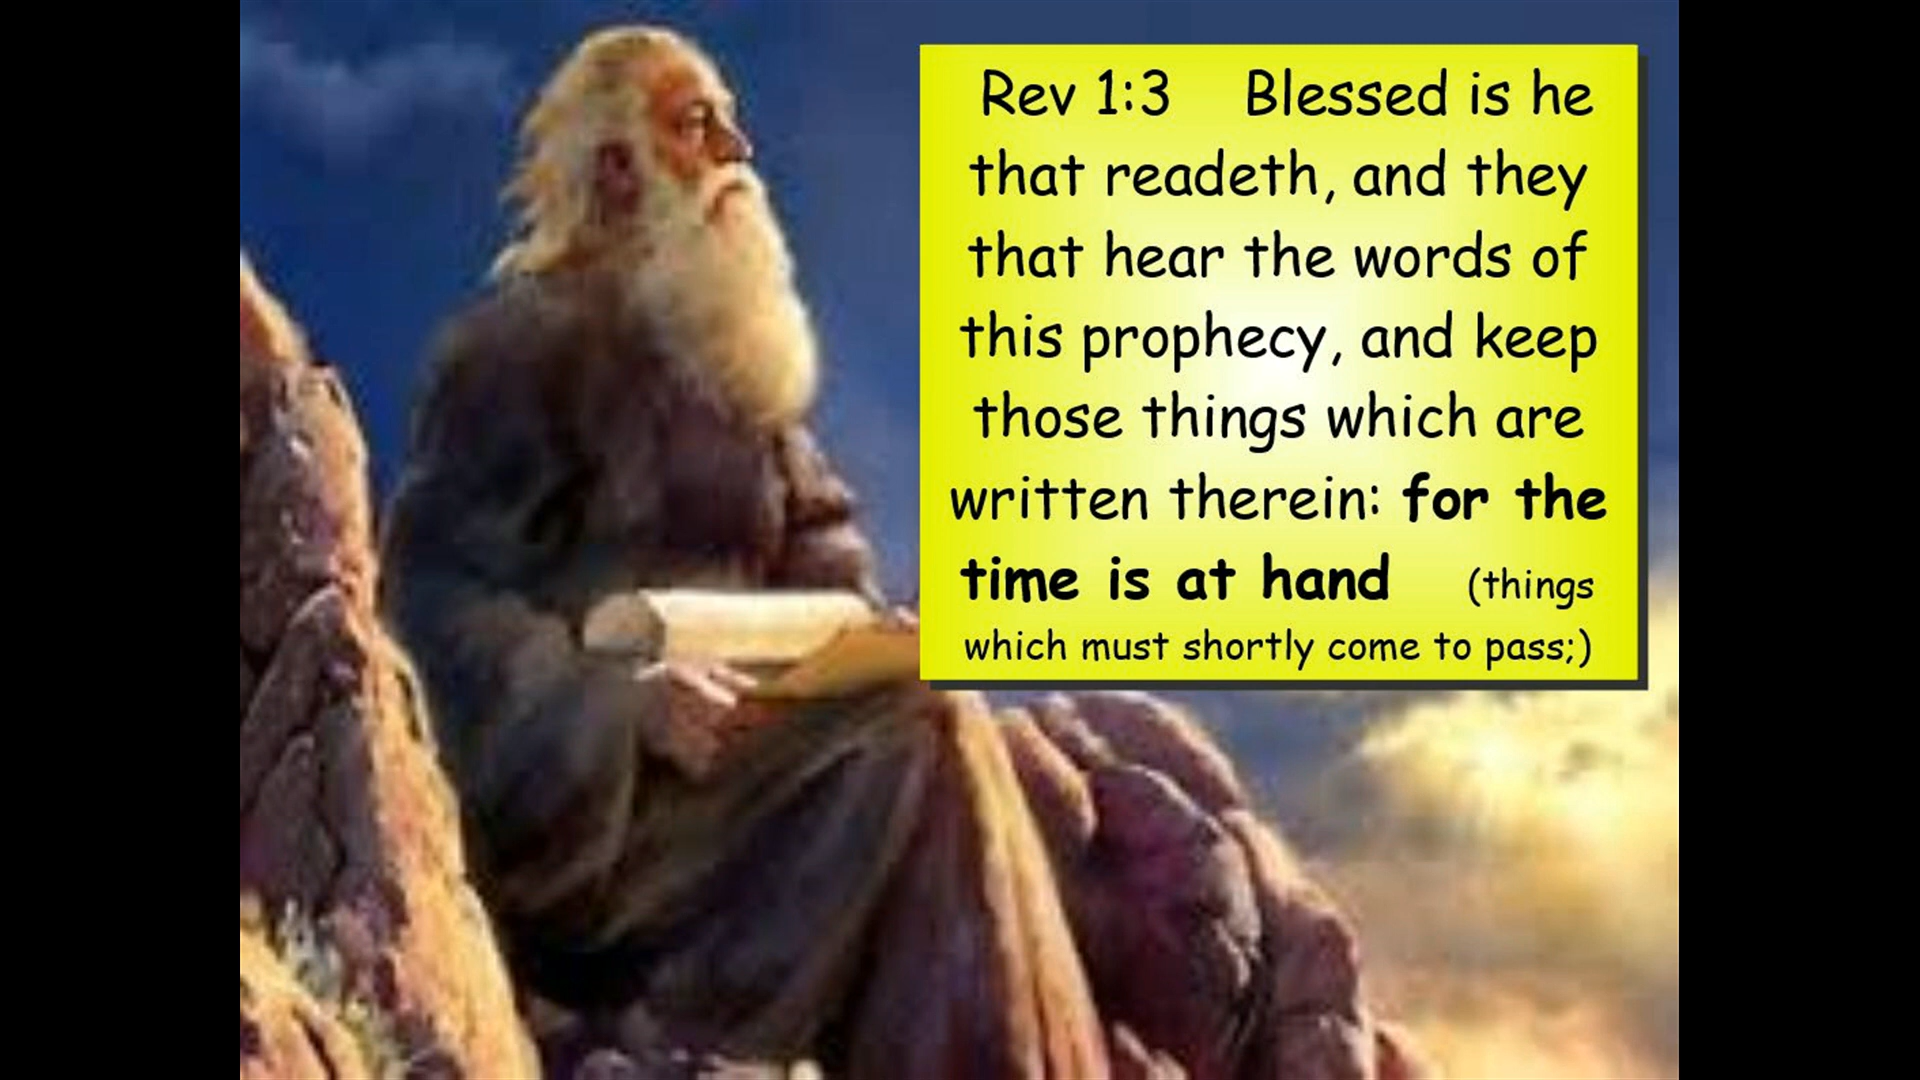 Rev 1:3 Blessed is he
that readeth, and they
that hear the words of
this prophecy, and keep
those things which are
written therein: for the
time is at hand (things
which must shortly come to pass;)